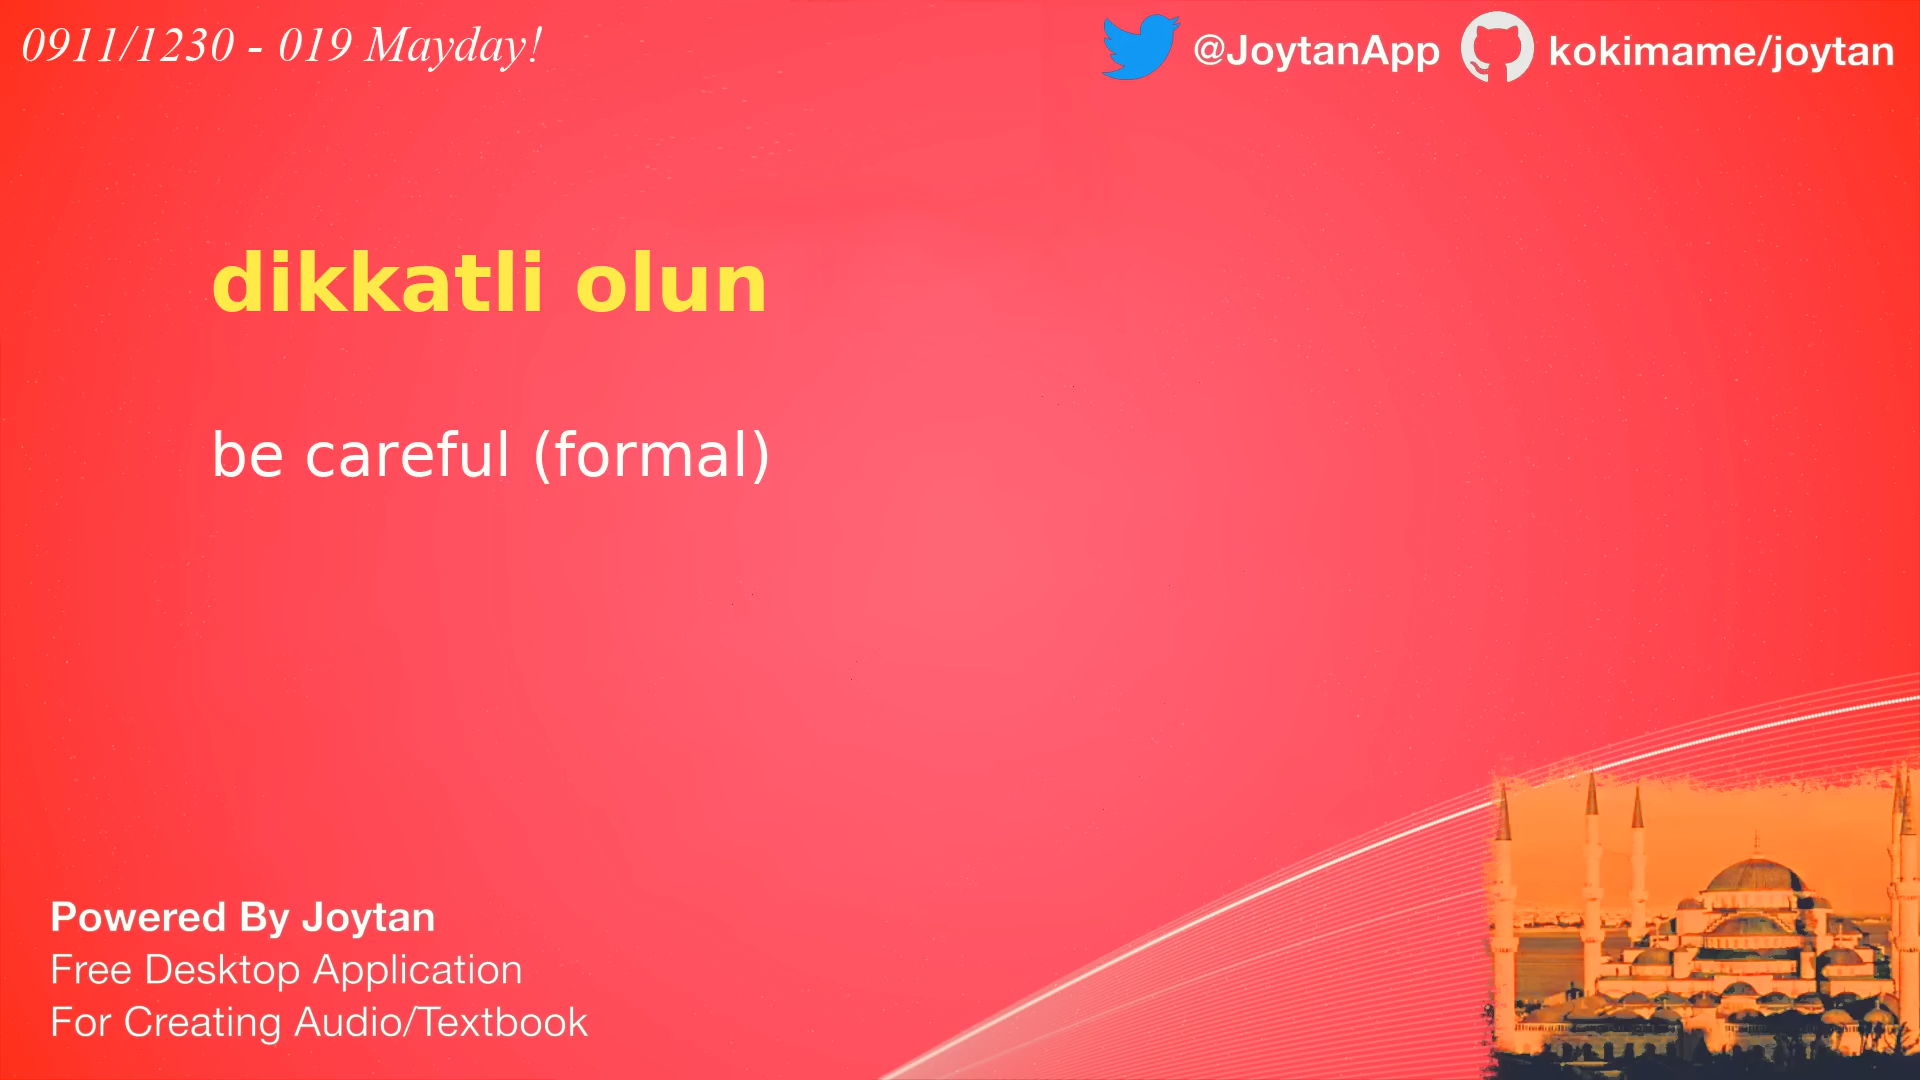 0911/1230 - 019 Mayday!
@JoytanApp kokimame/joytan
dikkatli olun
be careful (formal)
Powered By Joytan
Free Desktop Application
For Creating Audio/Textbook